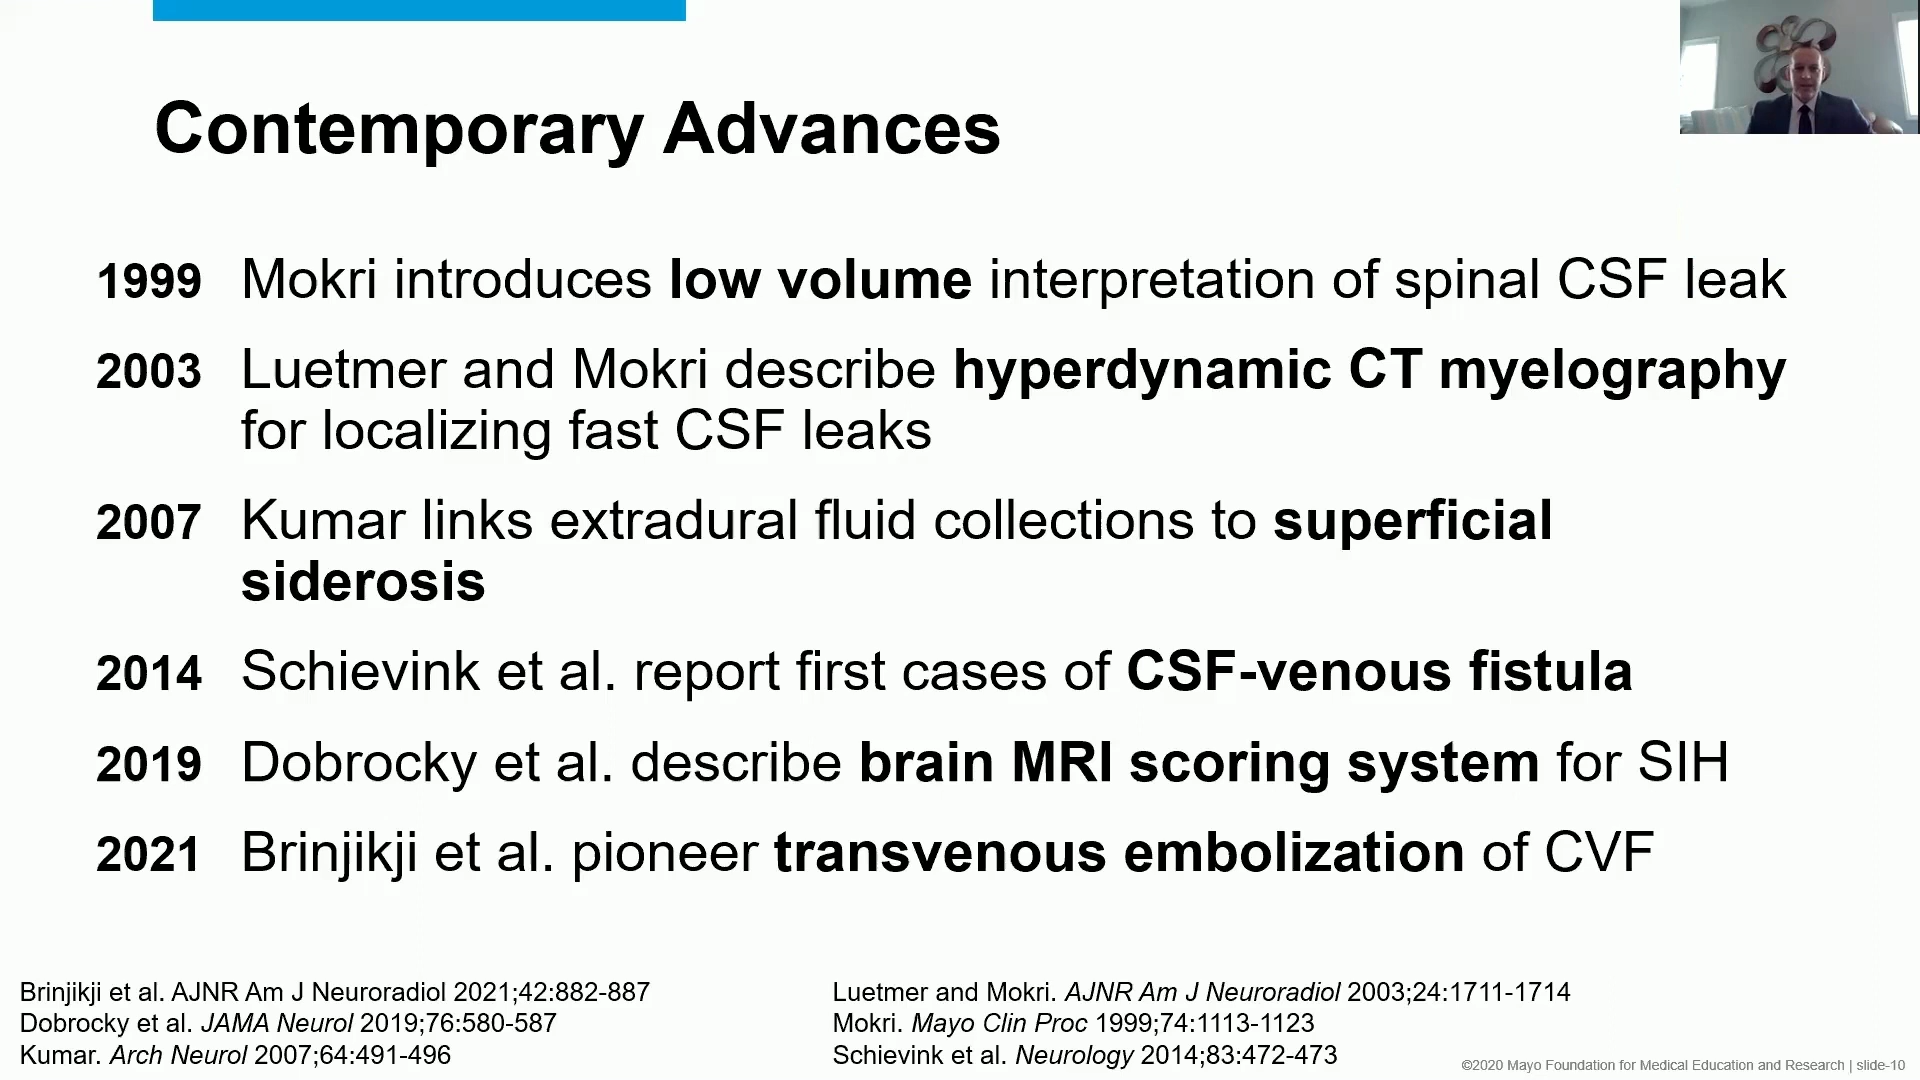 Contemporary Advances
1999 Mokri introduces low volume interpretation of spinal CSF leak
2003 Luetmer and Mokri describe hyperdynamic CT myelography
for localizing fast CSF leaks
2007 Kumar links extradural fluid collections to superficial
siderosis
2014 Schievink et al. report first cases of CSF-venous fistula
2019 Dobrocky et al. describe brain MRI scoring system for SIH
2021 Brinjikji et al. pioneer transvenous embolization of CVF
Brinjikji et al. AJNR Am J Neuroradiol 2021;42:882-887
Dobrocky et al. JAMA Neurol 2019;76:580-587
Kumar. Arch Neurol 2007;64:491-496
Luetmer and Mokri. AJNR Am J Neuroradiol 2003;24:1711-1714
Mokri. Mayo Clin Proc 1999;74:1113-1123
Schievink et al. Neurology 2014;83:472-473
©2020 Mayo Foundation for Medical Education and Research | slide-10